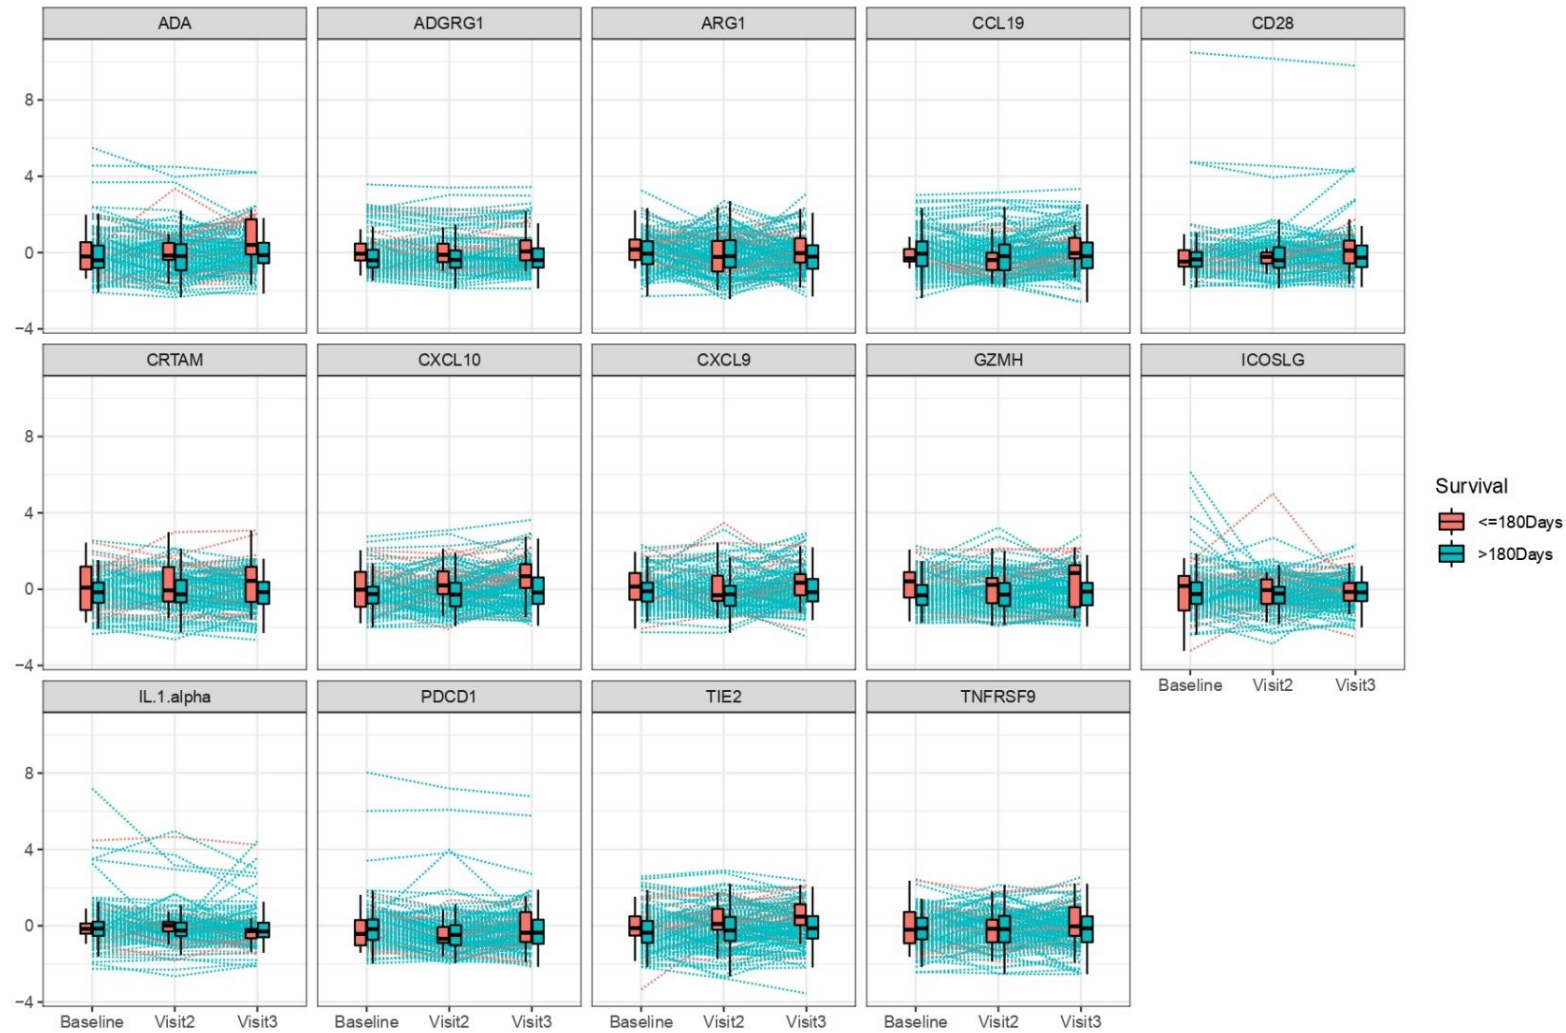 ADA ADGRG1 ARG1 CCL19 CD28
8
4
0
−4
CRTAM CXCL10 CXCL9 GZMH ICOSLG
8
4
0
−4
Baseline Visit2 Visit3
Survival
<=180Days
>180Days
IL.1.alpha PDCD1 TIE2 TNFRSF9
8
4
0
−4
Baseline Visit2 Visit3 Baseline Visit2 Visit3 Baseline Visit2 Visit3 Baseline Visit2 Visit3